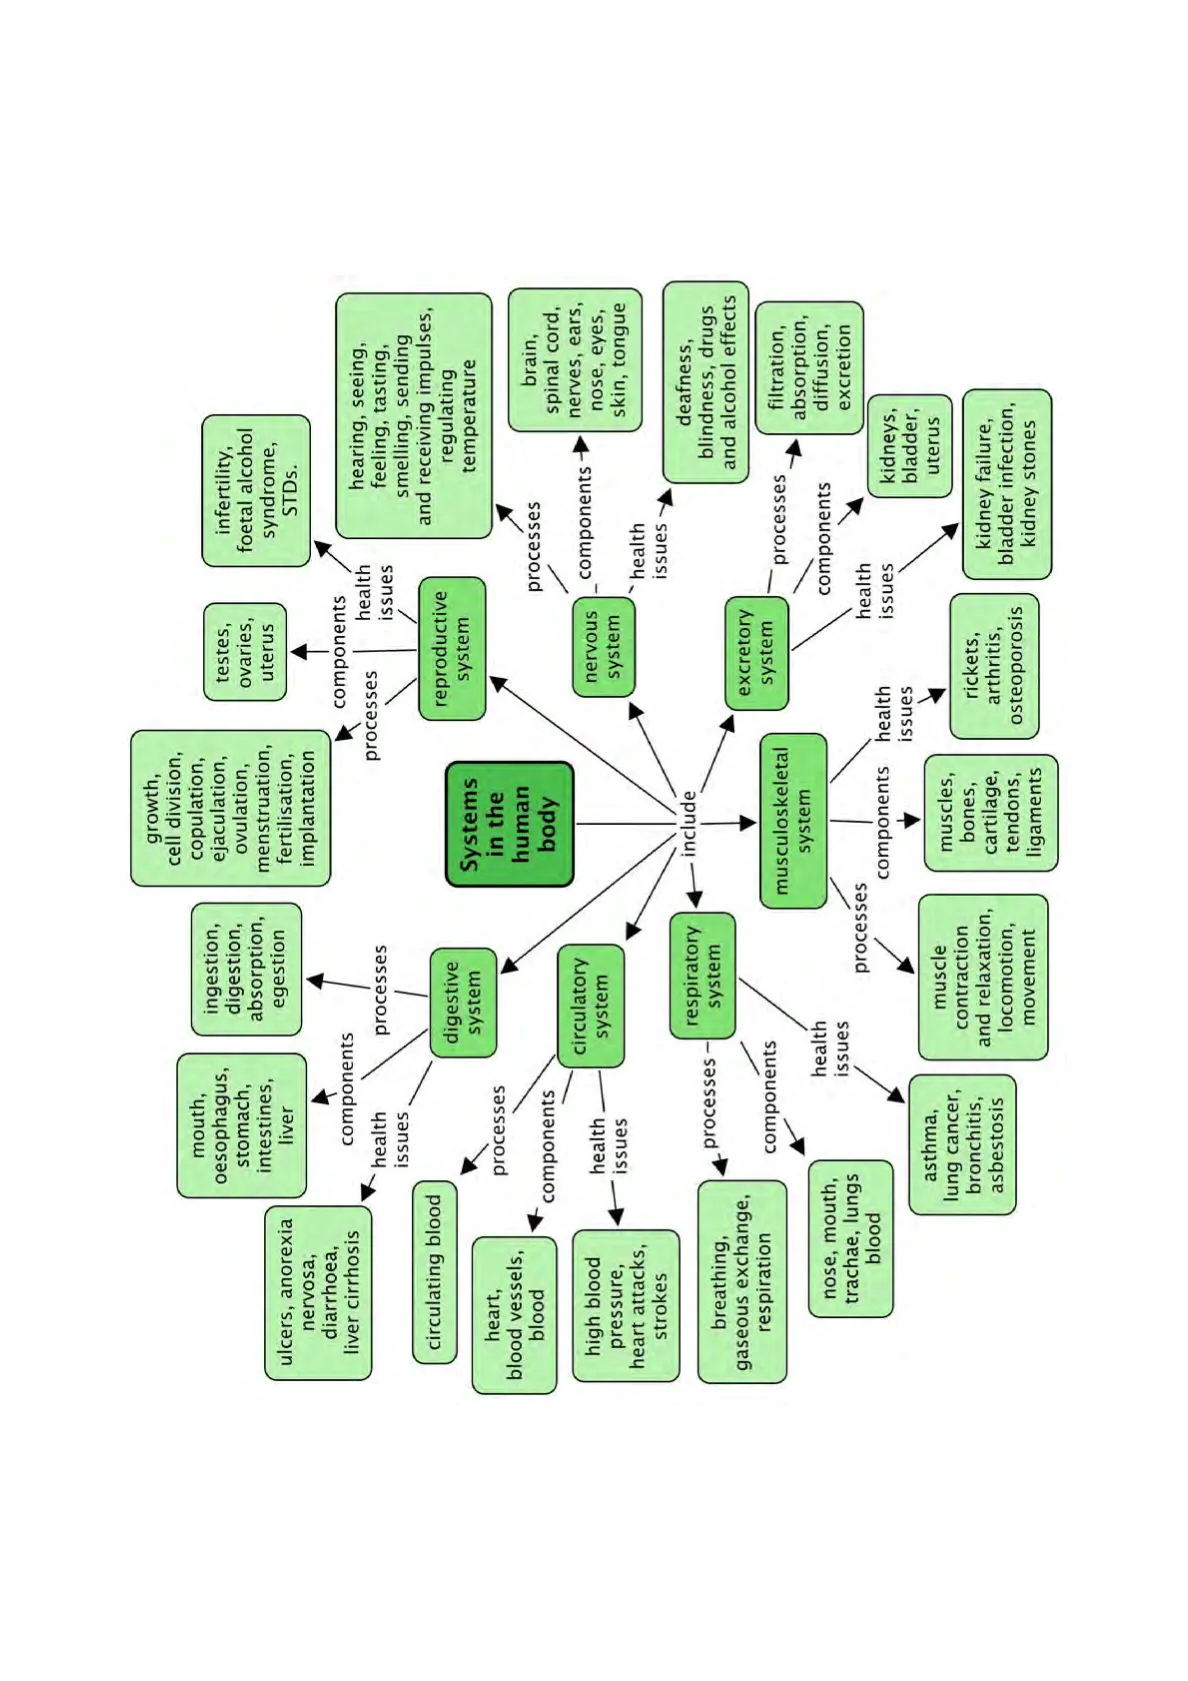 Systems
in the
human
body
include
digestive
system
health
issues
ulcers, anorexia
nervosa,
diarrhoea,
liver cirrhosis
components
mouth,
oesophagus,
stomach,
intestines,
liver
processes
ingestion,
digestion,
absorption,
egestion
circulatory
system
processes
circulating blood
components
heart,
blood vessels,
blood
health
issues
high blood
pressure,
heart attacks,
strokes
respiratory
system
processes
breathing,
gaseous exchange,
respiration
components
nose, mouth,
trachae, lungs
blood
health
issues
asthma,
lung cancer,
bronchitis,
asbestosis
musculoskeletal
system
processes
muscle
contraction
and relaxation,
locomotion,
movement
components
muscles,
bones,
cartilage,
tendons,
ligaments
health
issues
rickets,
arthritis,
osteoporosis
excretory
system
processes
filtration,
absorption,
diffusion,
excretion
components
kidneys,
bladder,
uterus
health
issues
kidney failure,
bladder infection,
kidney stones
nervous
system
processes
hearing, seeing,
feeling, tasting,
smelling, sending
and receiving impulses,
regulating
temperature
components
brain,
spinal cord,
nerves, ears,
nose, eyes,
skin, tongue
health
issues
deafness,
blindness, drugs
and alcohol effects
reproductive
system
processes
growth,
cell division,
copulation,
ejaculation,
ovulation,
menstruation,
fertilisation,
implantation
components
testes,
ovaries,
uterus
health
issues
infertility,
foetal alcohol
syndrome,
STDs.